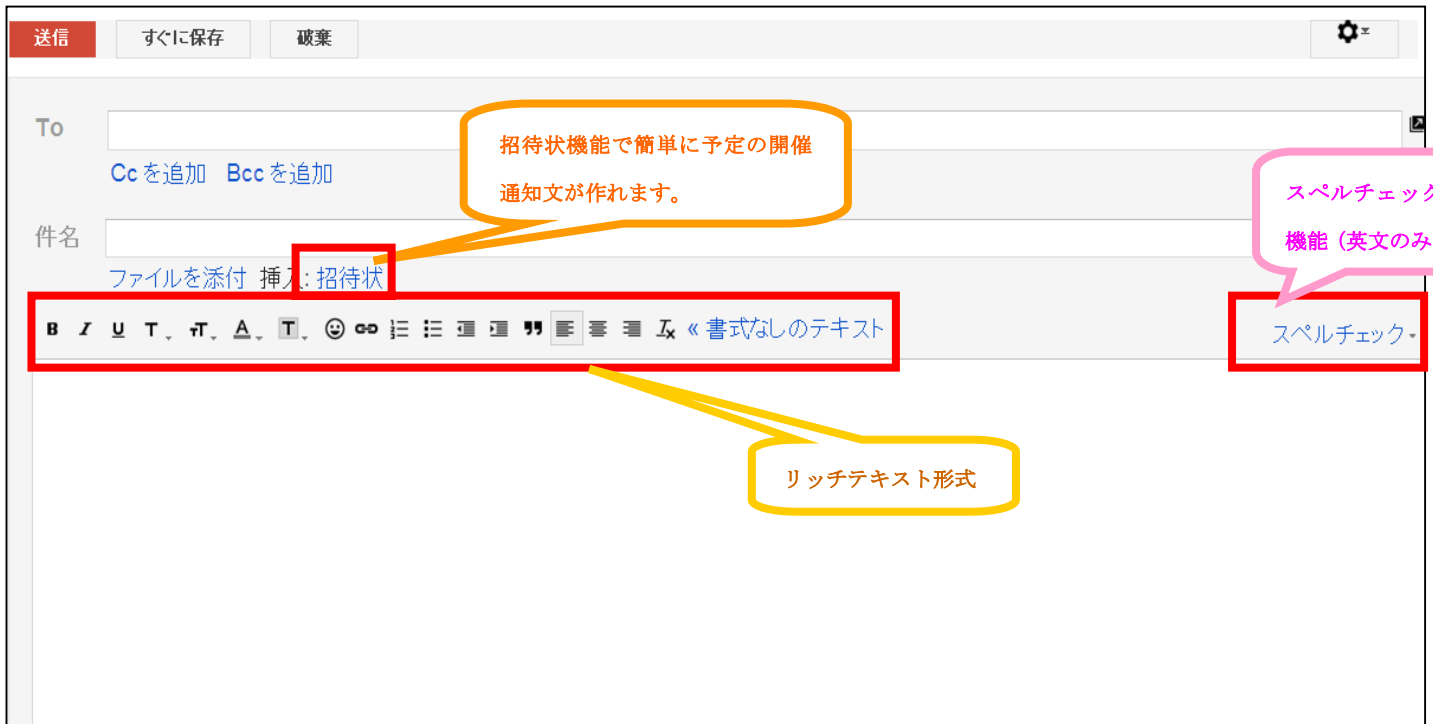 送信 すぐに保存 破棄
To
招待状機能で簡単に予定の開催
通知文が作れます。
Ccを追加 Bccを追加
スペルチェック
機能（英文のみ
件名
ファイルを添付 挿入: 招待状
B I U T T A T « 書式なしのテキスト
スペルチェック
リッチテキスト形式